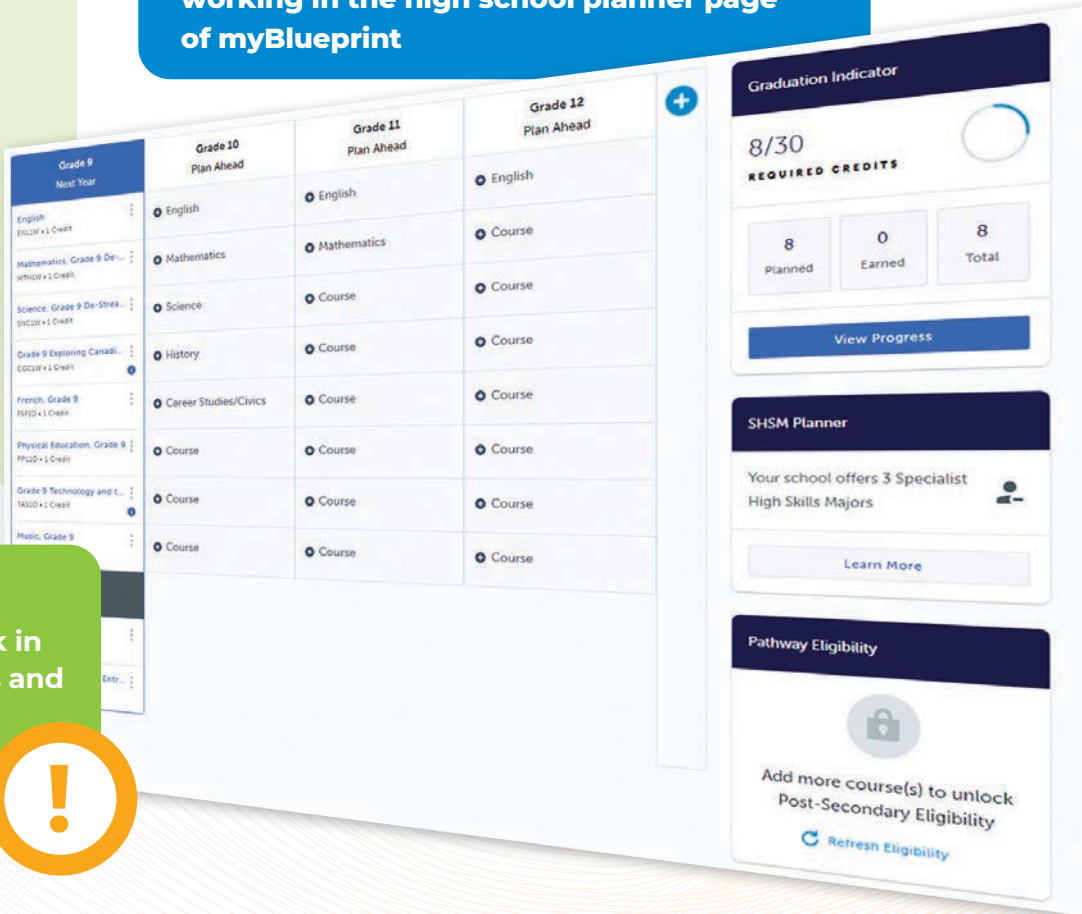 working in the high school planner page
of myBlueprint
Grade 9
Next Year
English
ENL1W • 1 Credit
Mathematics, Grade 9 De-...
MTH1W • 1 Credit
Science, Grade 9 De-Strea...
SNC1W • 1 Credit
Grade 9 Exploring Canadi...
CGC1W • 1 Credit
French, Grade 9
FSF1D • 1 Credit
Physical Education, Grade 9
PPL1O • 1 Credit
Grade 9 Technology and t...
TAS1O • 1 Credit
Music, Grade 9
Entr...
Grade 10
Plan Ahead
English
Mathematics
Science
History
Career Studies/Civics
Course
Course
Course
Grade 11
Plan Ahead
English
Mathematics
Course
Course
Course
Course
Course
Course
Grade 12
Plan Ahead
English
Course
Course
Course
Course
Course
Course
Course
Graduation Indicator
8/30
REQUIRED CREDITS
8
Planned
0
Earned
8
Total
View Progress
SHSM Planner
Your school offers 3 Specialist
High Skills Majors
Learn More
Pathway Eligibility
Add more course(s) to unlock
Post-Secondary Eligibility
Refresh Eligibility
in
and
!